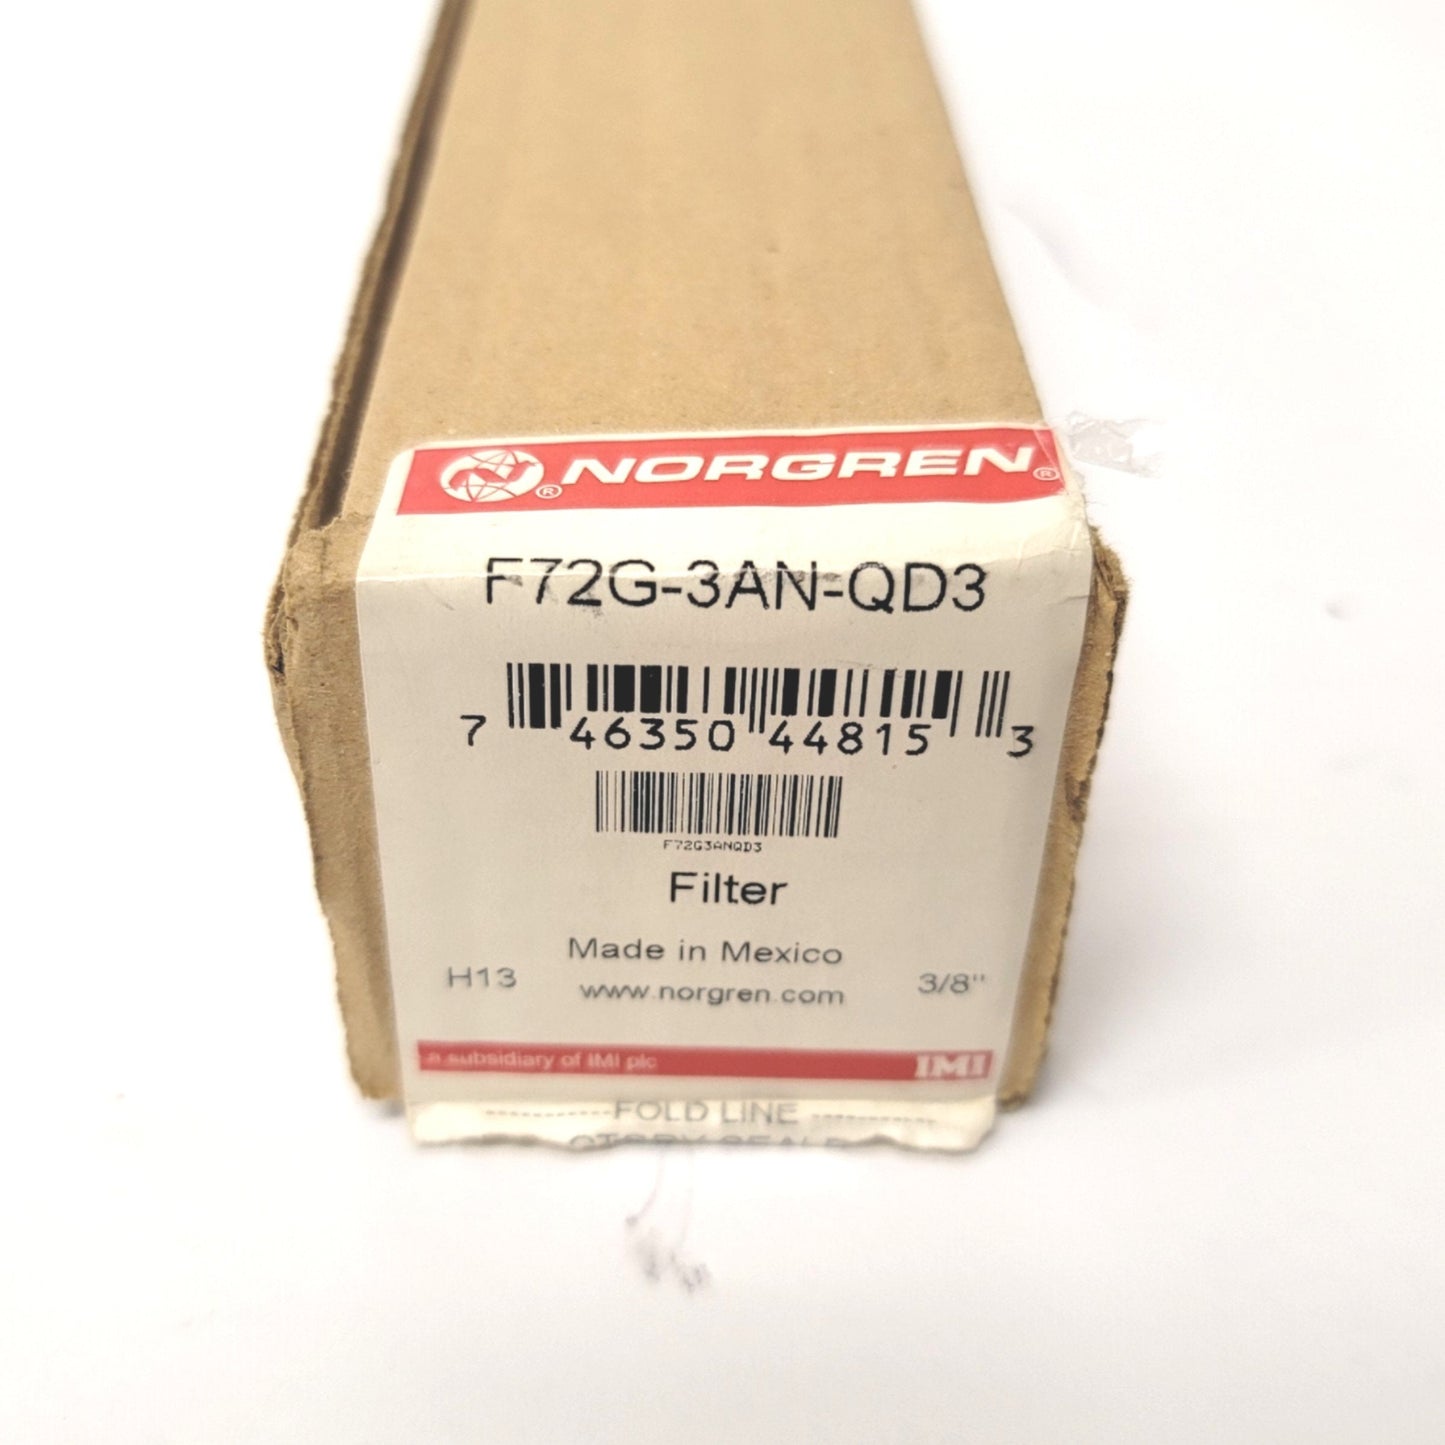 NORGREN
F72G-3AN-QD3
7 46350 44815 3
F72G3ANQD3
Filter
Made in Mexico
H13 www.norgren.com 3/8"
a subsidiary of IMI plc IMI
FOLD LINE